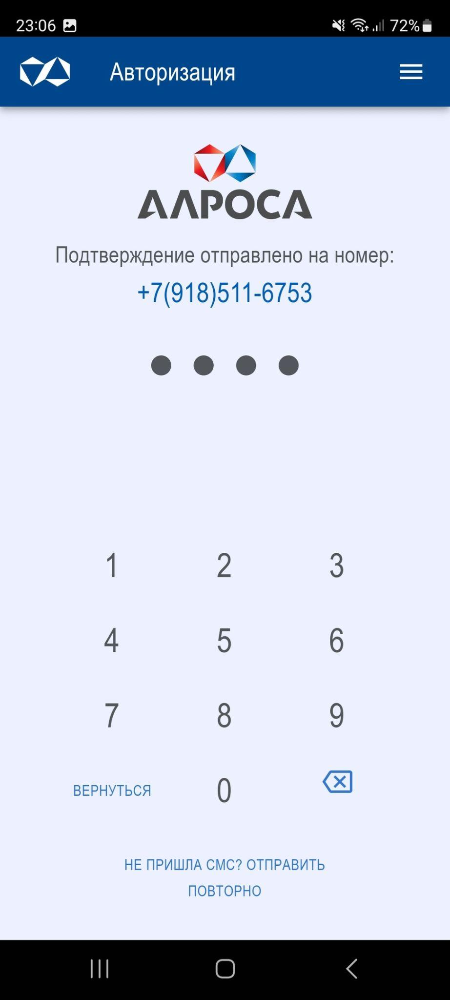 23:06 72%
Авторизация
АЛРОСА
Подтверждение отправлено на номер:
+7(918)511-6753
1 2 3
4 5 6
7 8 9
ВЕРНУТЬСЯ 0
НЕ ПРИШЛА СМС? ОТПРАВИТЬ
ПОВТОРНО